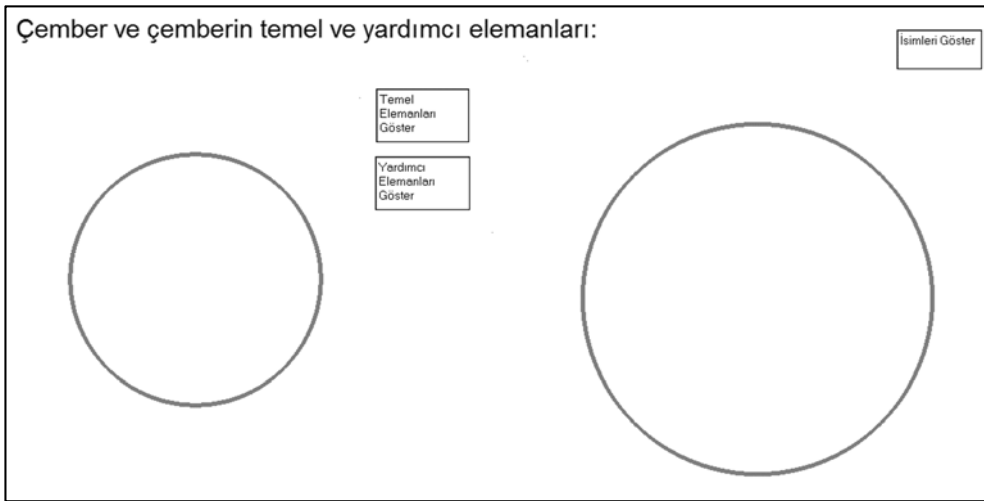 Çember ve çemberin temel ve yardımcı elemanları:
İsimleri Göster
Temel
Elemanları
Göster
Yardımcı
Elemanları
Göster